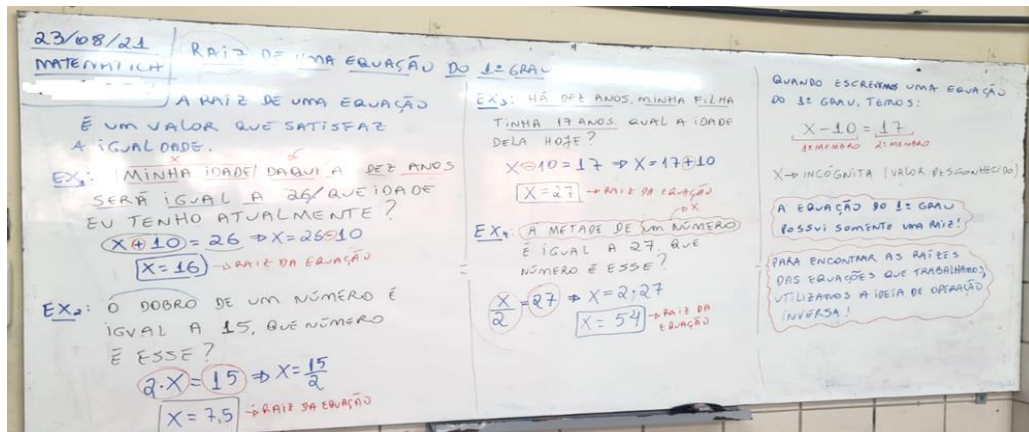 23/08/21
MATEMÁTICA
RAIZ DE UMA EQUAÇÃO DO 1º GRAU
A RAÍZ DE UMA EQUAÇÃO
É UM VALOR QUE SATISFAZ
A IGUALDADE.
X
EX1: MINHA IDADE DAQUI A DEZ ANOS
SERÁ IGUAL A 26, QUE IDADE
EU TENHO ATUALMENTE?
X + 10 = 26 ⇒ X = 26 - 10
X = 16 → RAIZ DA EQUAÇÃO
EX2: O DOBRO DE UM NÚMERO É
IGUAL A 15, QUE NÚMERO
É ESSE?
2·X = 15 ⇒ X = 15/2
X = 7,5 → RAIZ DA EQUAÇÃO
EX3: HÁ DEZ ANOS, MINHA FILHA
TINHA 17 ANOS. QUAL A IDADE
DELA HOJE?
X - 10 = 17 ⇒ X = 17 + 10
X = 27 → RAIZ DA EQUAÇÃO
→ X
EX4: A METADE DE UM NÚMERO
É IGUAL A 27. QUE
NÚMERO É ESSE?
X/2 = 27 ⇒ X = 2·27
X = 54 → RAIZ DA
EQUAÇÃO
QUANDO ESCREVEMOS UMA EQUAÇÃO
DO 1º GRAU, TEMOS:
X - 10 = 17
1º MEMBRO 2º MEMBRO
X → INCÓGNITA (VALOR DESCONHECIDO)
A EQUAÇÃO DO 1º GRAU
POSSUI SOMENTE UMA RAIZ!
PARA ENCONTRAR AS RAÍZES
DAS EQUAÇÕES QUE TRABALHAMOS,
UTILIZAMOS A IDEIA DE OPERAÇÃO
INVERSA!